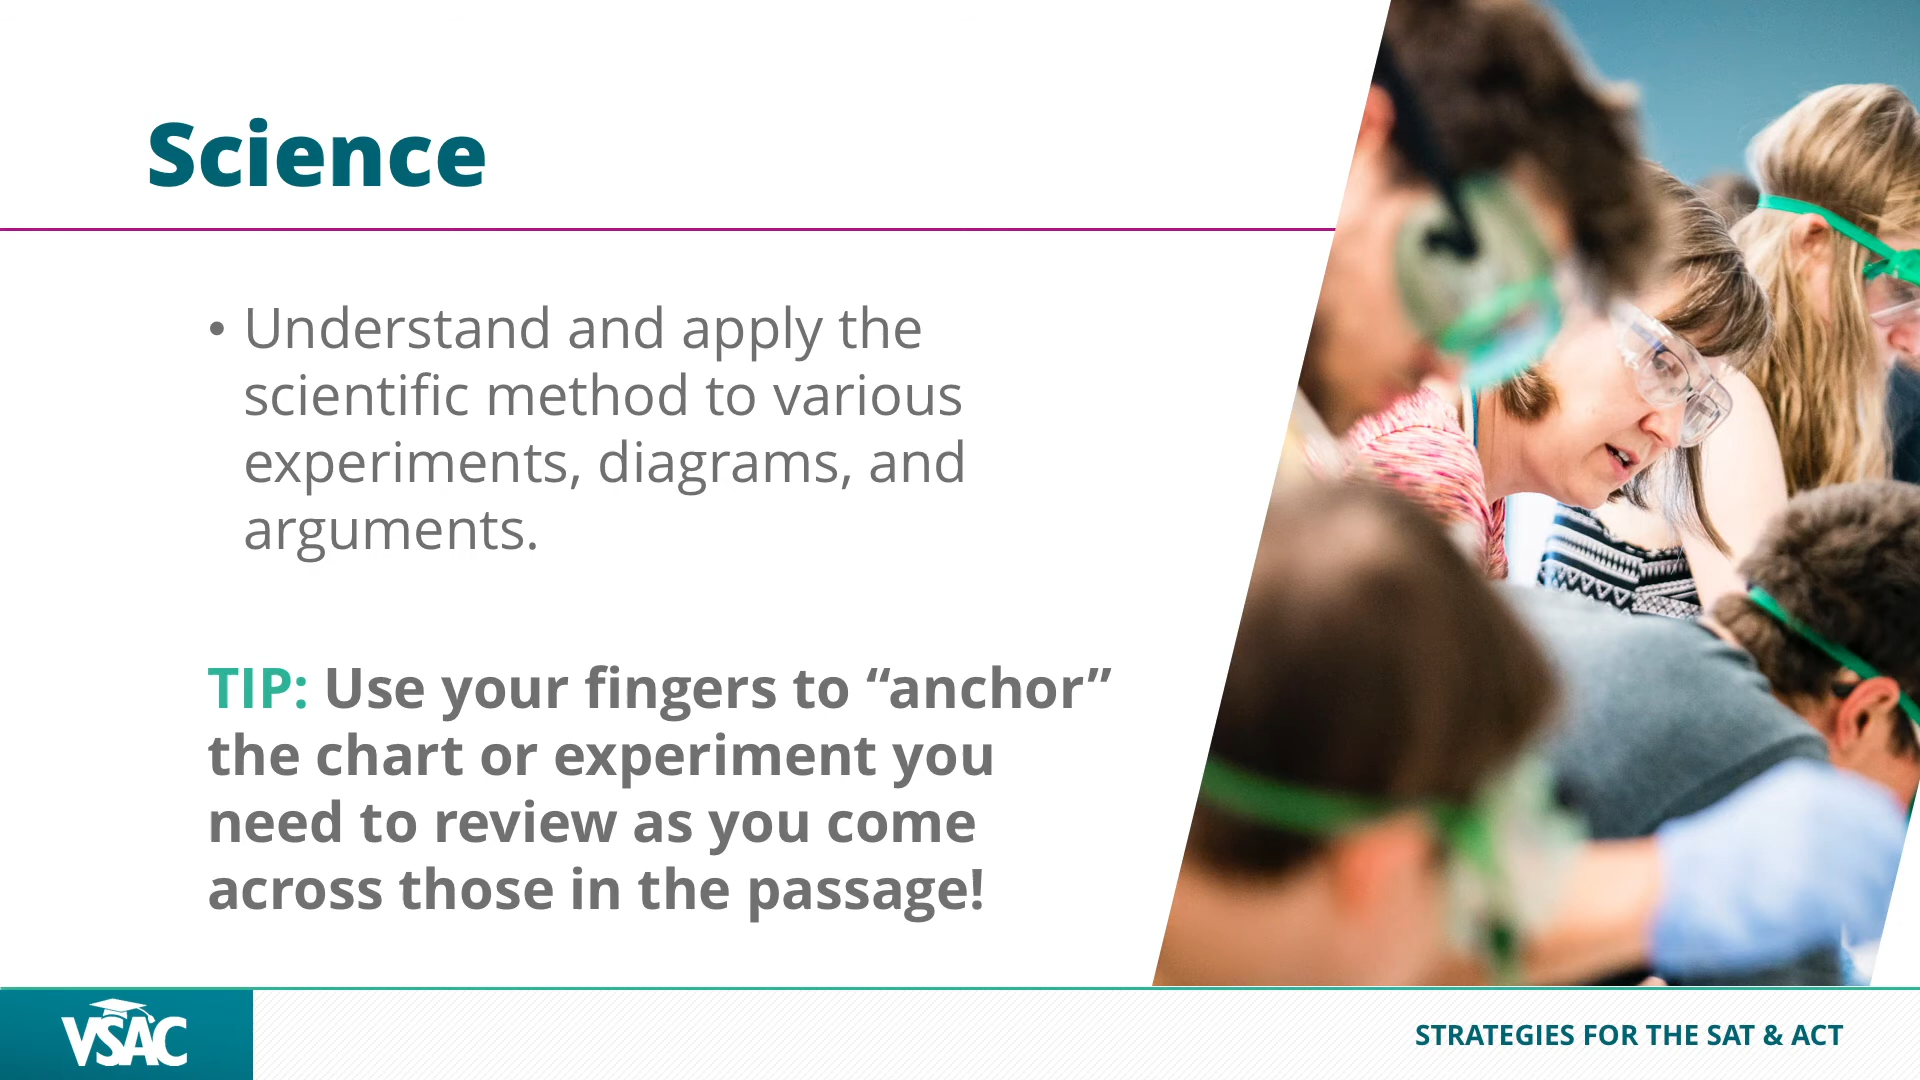 Science
• Understand and apply the
scientific method to various
experiments, diagrams, and
arguments.
TIP: Use your fingers to “anchor”
the chart or experiment you
need to review as you come
across those in the passage!
VSAC
STRATEGIES FOR THE SAT & ACT